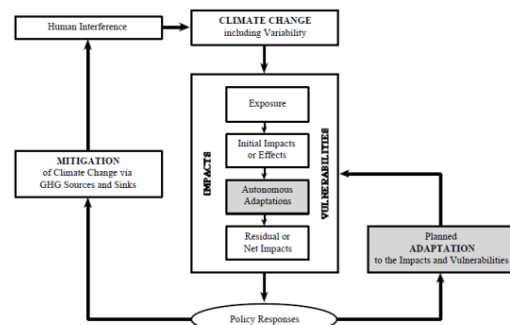 Human Interference
CLIMATE CHANGE
including Variability
IMPACTS
VULNERABILITIES
Exposure
Initial Impacts
or Effects
Autonomous
Adaptations
Residual or
Net Impacts
MITIGATION
of Climate Change via
GHG Sources and Sinks
Planned
ADAPTATION
to the Impacts and Vulnerabilities
Policy Responses